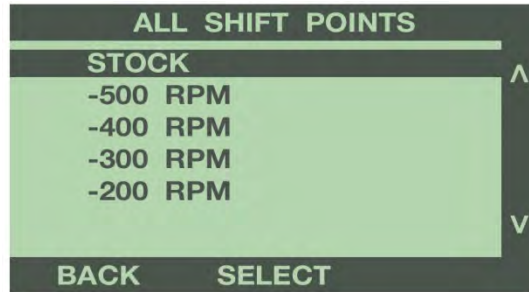 ALL SHIFT POINTS
STOCK
-500 RPM
-400 RPM
-300 RPM
-200 RPM
BACK SELECT